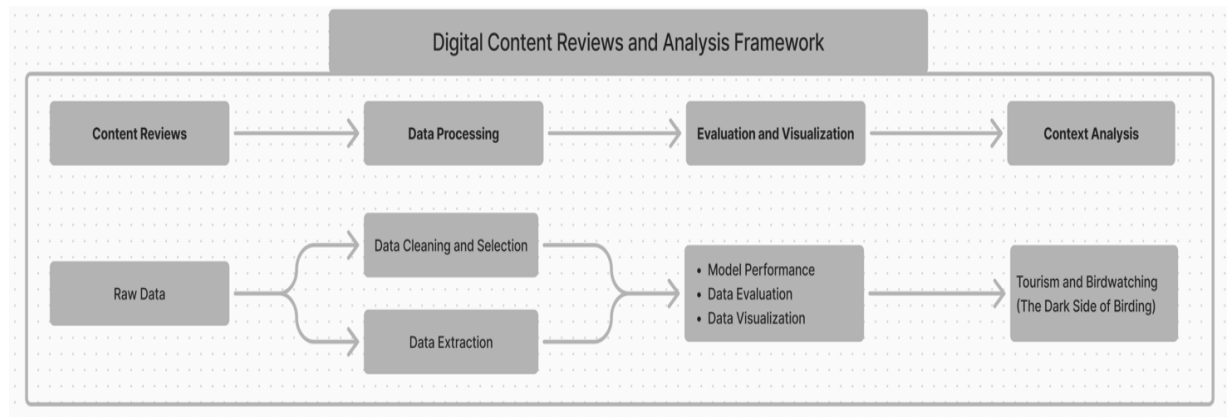 Digital Content Reviews and Analysis Framework
Content Reviews
Data Processing
Evaluation and Visualization
Context Analysis
Raw Data
Data Cleaning and Selection
Data Extraction
• Model Performance
• Data Evaluation
• Data Visualization
Tourism and Birdwatching
(The Dark Side of Birding)